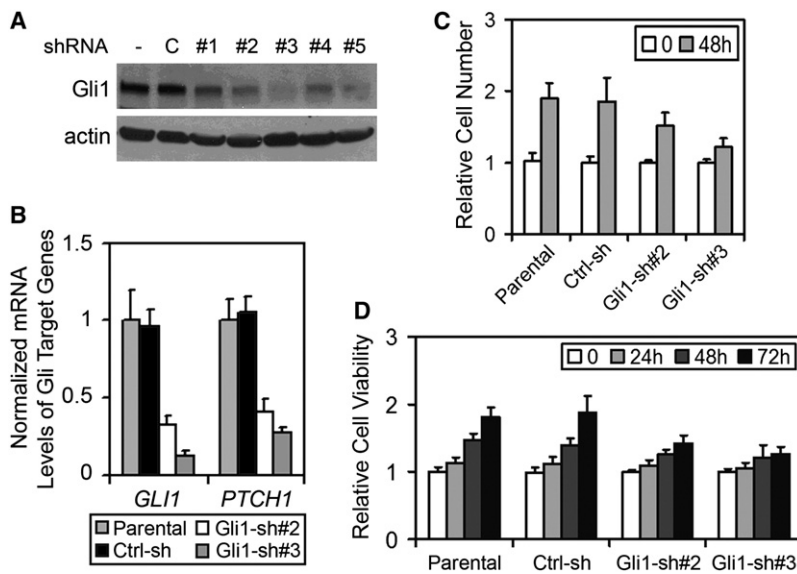 A
shRNA - C #1 #2 #3 #4 #5
Gli1
actin
B
Normalized mRNA
Levels of Gli Target Genes
1.5
1
0.5
0
GLI1 PTCH1
Parental Gli1-sh#2
Ctrl-sh Gli1-sh#3
C
Relative Cell Number
3
2
1
0
0 48h
Parental
Ctrl-sh
Gli1-sh#2
Gli1-sh#3
D
Relative Cell Viability
3
2
1
0
0 24h 48h 72h
Parental Ctrl-sh Gli1-sh#2 Gli1-sh#3